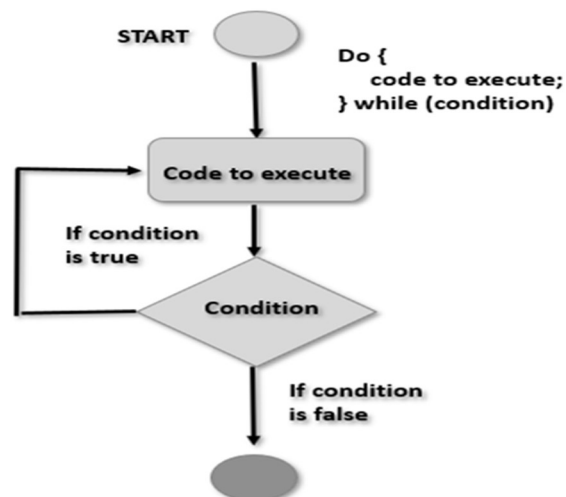 START
Do {
code to execute;
} while (condition)
Code to execute
If condition
is true
Condition
If condition
is false